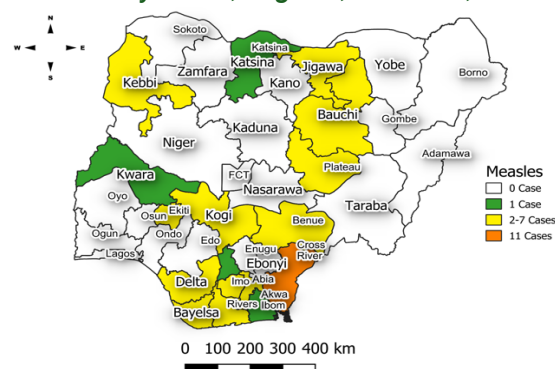 N
W
E
S
Sokoto
Katsina
Zamfara
Katsina
Jigawa
Yobe
Borno
Kebbi
Kano
Bauchi
Gombe
Kaduna
Niger
Adamawa
Plateau
Kwara
FCT
Nasarawa
Oyo
Taraba
Osun
Ekiti
Kogi
Benue
Ogun
Ondo
Edo
Lagos
Enugu
Cross
River
Ebonyi
Delta
Imo
Abia
Akwa
Ibom
Rivers
Bayelsa
Measles
0 Case
1 Case
2-7 Cases
11 Cases
0 100 200 300 400 km